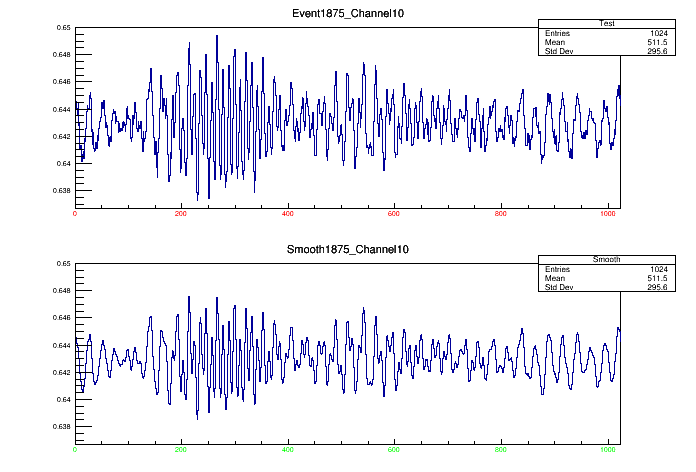 Event1875_Channel10
Test
Entries 1024
Mean 511.5
Std Dev 295.6
0.65
0.648
0.646
0.644
0.642
0.64
0.638
0 200 400 600 800 1000
Smooth1875_Channel10
Smooth
Entries 1024
Mean 511.5
Std Dev 295.6
0.65
0.648
0.646
0.644
0.642
0.64
0.638
0 200 400 600 800 1000